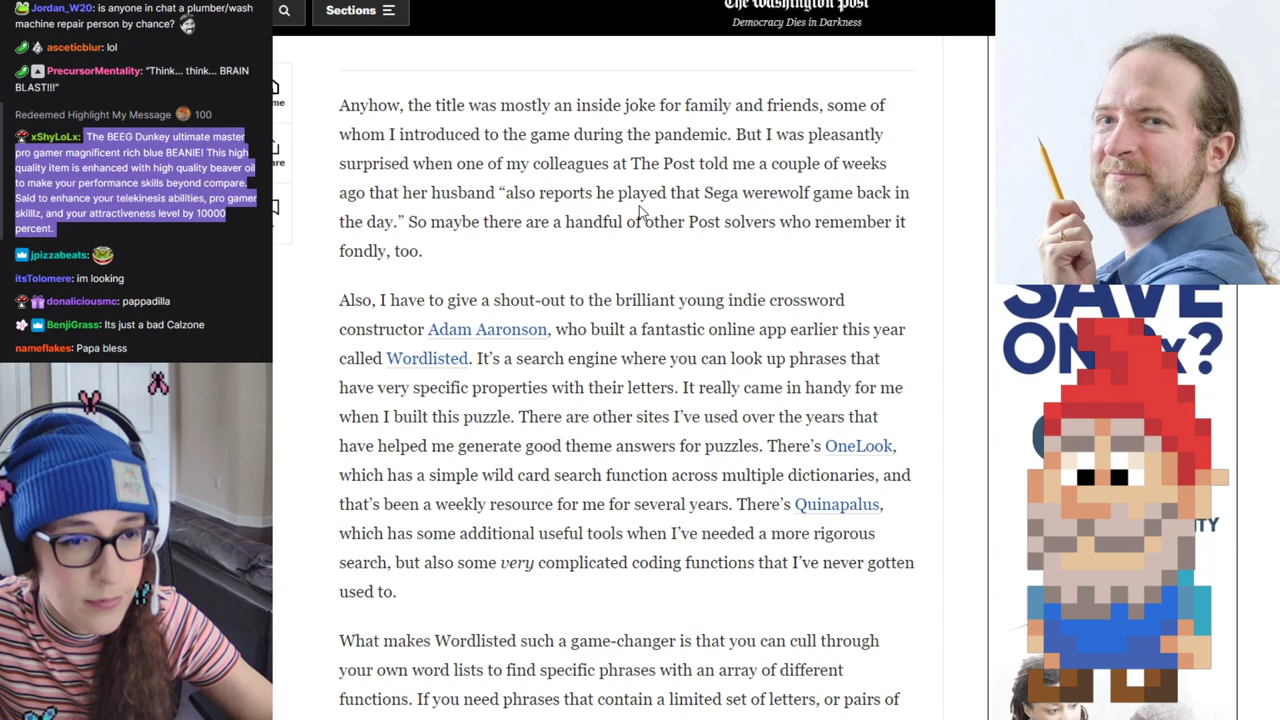 Jordan_W20: is anyone in chat a plumber/wash
machine repair person by chance?
asceticblur: lol
PrecursorMentality: “Think... think... BRAIN
BLAST!!!”
Redeemed Highlight My Message 100
xShyLoLx: The BEEG Dunkey ultimate master
pro gamer magnificent rich blue BEANIE! This high
quality item is enhanced with high quality beaver oil
to make your performance skills beyond compare.
Said to enhance your telekinesis abilities, pro gamer
skilllz, and your attractiveness level by 10000
percent.
jpizzabeats:
itsTolomere: im looking
donaliciousmc: pappadilla
BenjiGrass: Its just a bad Calzone
nameflakes: Papa bless
Sections
The Washington Post
Democracy Dies in Darkness
Anyhow, the title was mostly an inside joke for family and friends, some of
whom I introduced to the game during the pandemic. But I was pleasantly
surprised when one of my colleagues at The Post told me a couple of weeks
ago that her husband “also reports he played that Sega werewolf game back in
the day.” So maybe there are a handful of other Post solvers who remember it
fondly, too.
Also, I have to give a shout-out to the brilliant young indie crossword
constructor Adam Aaronson, who built a fantastic online app earlier this year
called Wordlisted. It’s a search engine where you can look up phrases that
have very specific properties with their letters. It really came in handy for me
when I built this puzzle. There are other sites I’ve used over the years that
have helped me generate good theme answers for puzzles. There’s OneLook,
which has a simple wild card search function across multiple dictionaries, and
that’s been a weekly resource for me for several years. There’s Quinapalus,
which has some additional useful tools when I’ve needed a more rigorous
search, but also some very complicated coding functions that I’ve never gotten
used to.
What makes Wordlisted such a game-changer is that you can cull through
your own word lists to find specific phrases with an array of different
functions. If you need phrases that contain a limited set of letters, or pairs of
SAVE